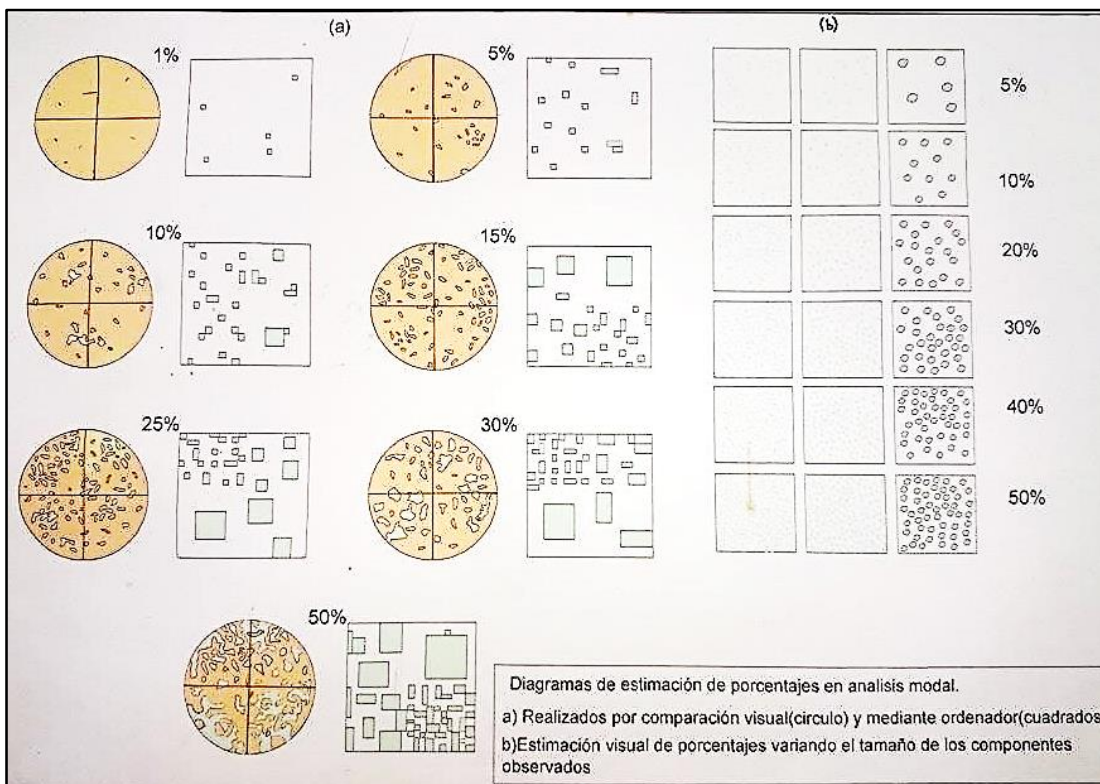 (a)
(b)
1%
5%
5%
10%
10%
15%
20%
30%
25%
30%
40%
50%
50%
Diagramas de estimación de porcentajes en analisis modal.
a) Realizados por comparación visual(circulo) y mediante ordenador(cuadrados
b)Estimación visual de porcentajes variando el tamaño de los componentes
observados